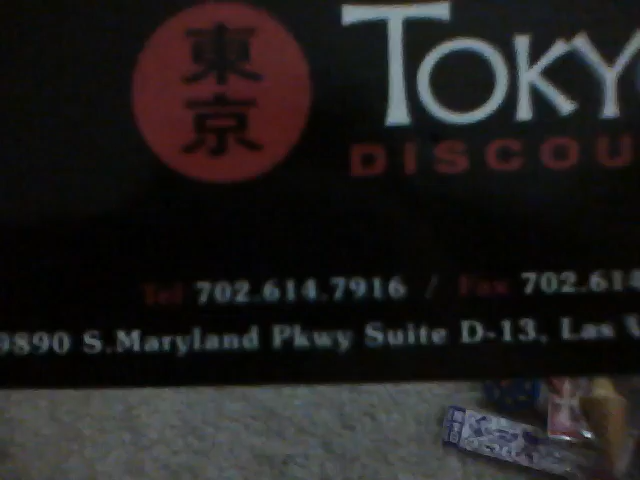 東京
TOKY
DISCOU
Tel 702.614.7916 / Fax 702.614
9890 S.Maryland Pkwy Suite D-13, Las V